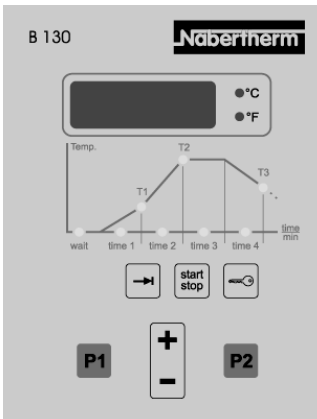 B 130
Nabertherm
°C
°F
Temp.
T2
T3
T1
time
min
wait time 1 time 2 time 3 time 4
start
stop
+
P1 P2
–